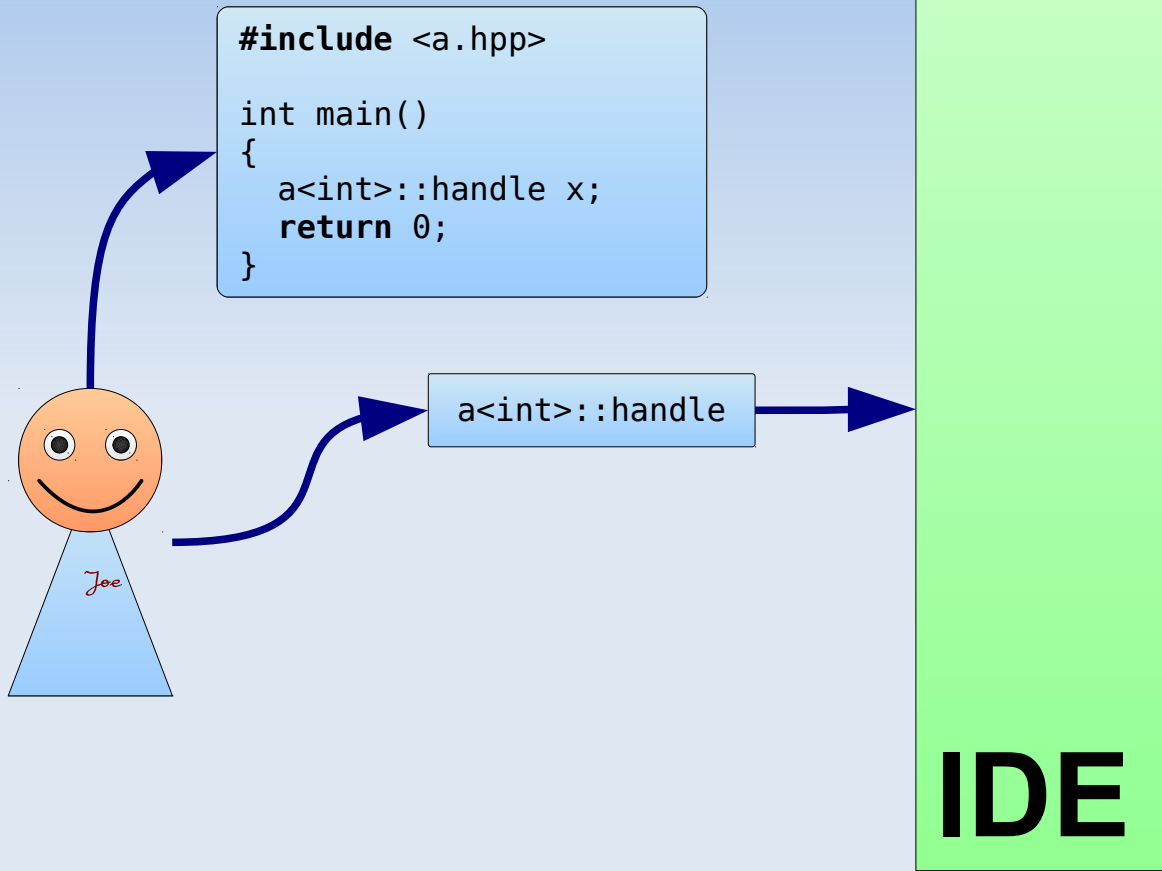 #include <a.hpp>

int main()
{
  a<int>::handle x;
  return 0;
}
a<int>::handle
Joe
IDE